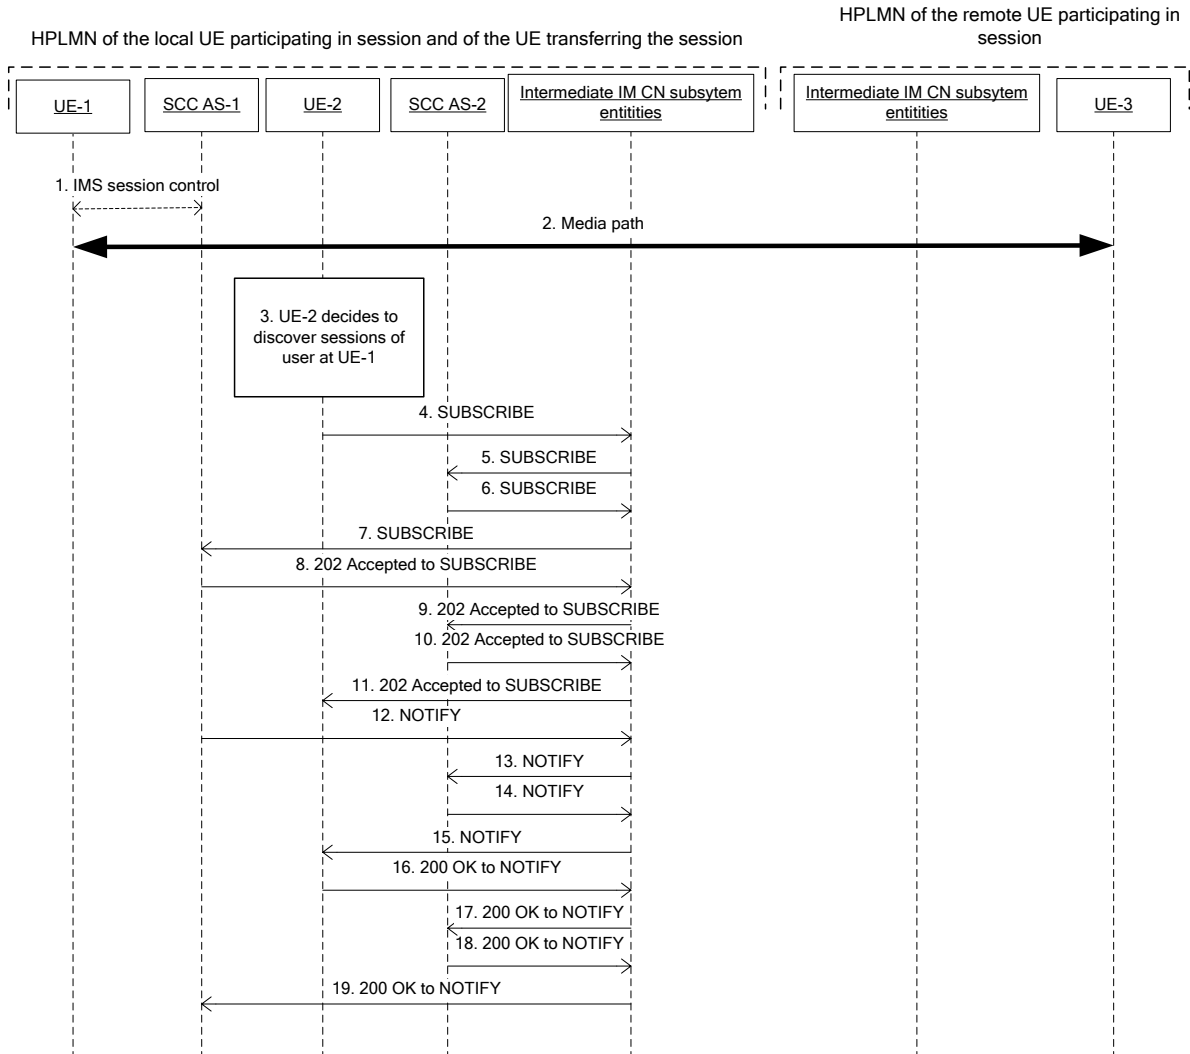 HPLMN of the local UE participating in session and of the UE transferring the session
HPLMN of the remote UE participating in
session
UE-1
SCC AS-1
UE-2
SCC AS-2
Intermediate IM CN subsytem
entitities
Intermediate IM CN subsytem
entitities
UE-3
1. IMS session control
2. Media path
3. UE-2 decides to
discover sessions of
user at UE-1
4. SUBSCRIBE
5. SUBSCRIBE
6. SUBSCRIBE
7. SUBSCRIBE
8. 202 Accepted to SUBSCRIBE
9. 202 Accepted to SUBSCRIBE
10. 202 Accepted to SUBSCRIBE
11. 202 Accepted to SUBSCRIBE
12. NOTIFY
13. NOTIFY
14. NOTIFY
15. NOTIFY
16. 200 OK to NOTIFY
17. 200 OK to NOTIFY
18. 200 OK to NOTIFY
19. 200 OK to NOTIFY